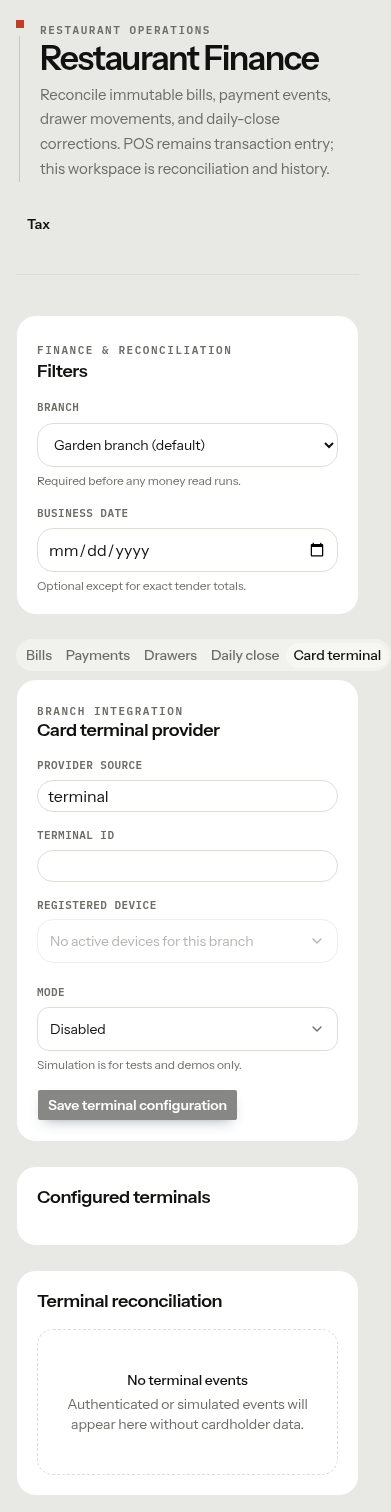 RESTAURANT OPERATIONS
Restaurant Finance
Reconcile immutable bills, payment events,
drawer movements, and daily-close
corrections. POS remains transaction entry;
this workspace is reconciliation and history.
Tax
FINANCE & RECONCILIATION
Filters
BRANCH
Garden branch (default)
Required before any money read runs.
BUSINESS DATE
mm/dd/yyyy
Optional except for exact tender totals.
Bills Payments Drawers Daily close Card terminal
BRANCH INTEGRATION
Card terminal provider
PROVIDER SOURCE
terminal
TERMINAL ID
REGISTERED DEVICE
No active devices for this branch
MODE
Disabled
Simulation is for tests and demos only.
Save terminal configuration
Configured terminals
Terminal reconciliation
No terminal events
Authenticated or simulated events will
appear here without cardholder data.